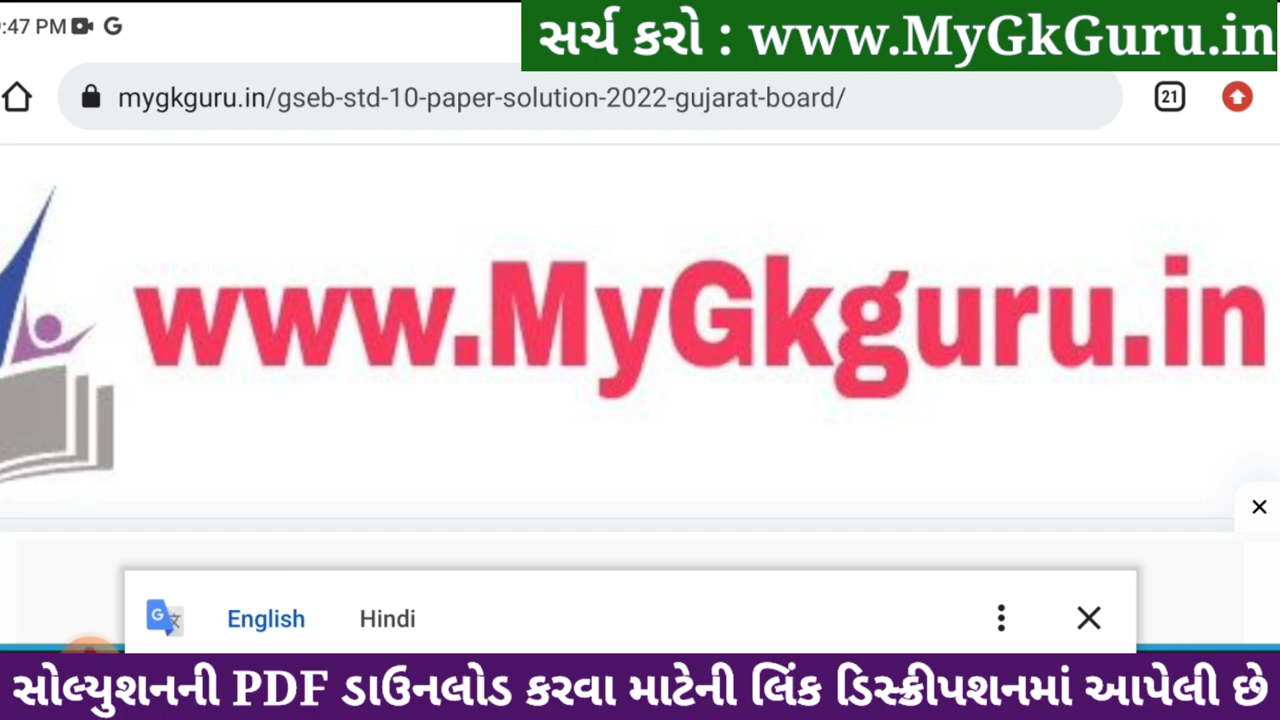 :47 PM G
સર્ચ કરો : www.MyGkGuru.in
mygkguru.in/gseb-std-10-paper-solution-2022-gujarat-board/
21
www.MyGkguru.in
English Hindi
સોલ્યુશનની PDF ડાઉનલોડ કરવા માટેની લિંક ડિસ્ક્રીપશનમાં આપેલી છે